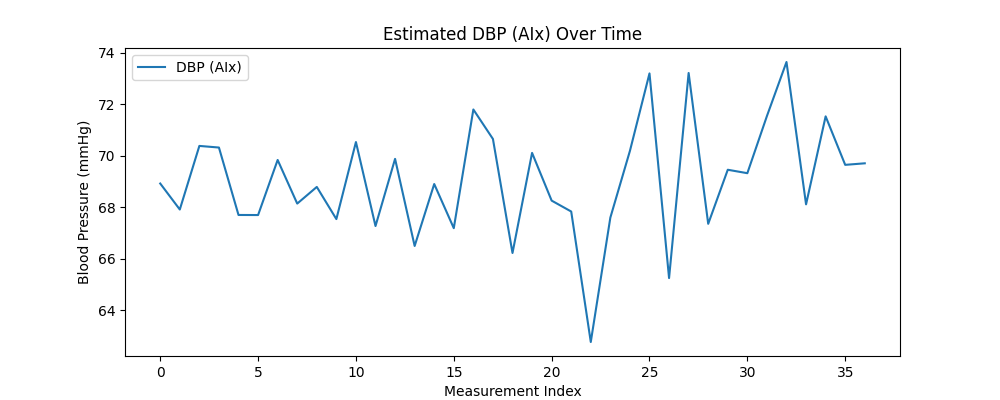 Estimated DBP (AIx) Over Time
DBP (AIx)
Blood Pressure (mmHg)
74
72
70
68
66
64
0 5 10 15 20 25 30 35
Measurement Index